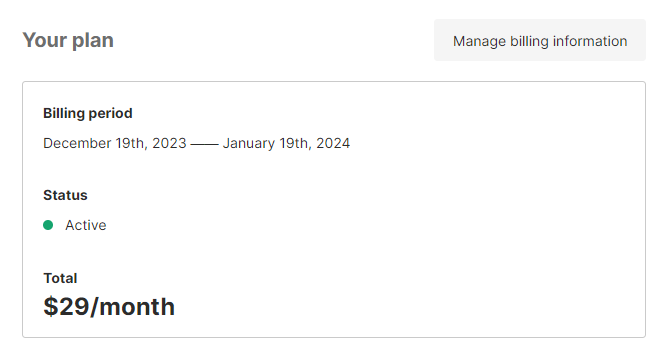 Your plan
Manage billing information
Billing period
December 19th, 2023 —— January 19th, 2024
Status
Active
Total
$29/month